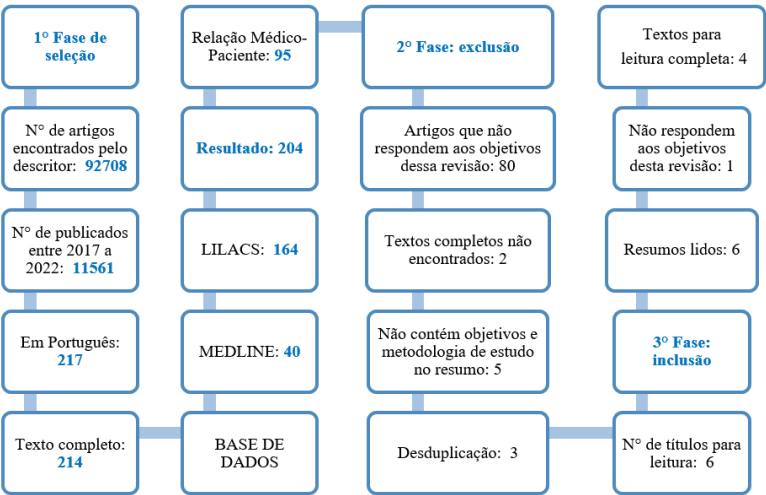 1° Fase de
seleção
N° de artigos
encontrados pelo
descritor: 92708
N° de publicados
entre 2017 a
2022: 11561
Em Português:
217
Texto completo:
214
BASE DE
DADOS
MEDLINE: 40
LILACS: 164
Resultado: 204
Relação Médico-
Paciente: 95
2° Fase: exclusão
Artigos que não
respondem aos objetivos
dessa revisão: 80
Textos completos não
encontrados: 2
Não contém objetivos e
metodologia de estudo
no resumo: 5
Desduplicação: 3
N° de títulos para
leitura: 6
3° Fase:
inclusão
Resumos lidos: 6
Não respondem
aos objetivos
desta revisão: 1
Textos para
leitura completa: 4